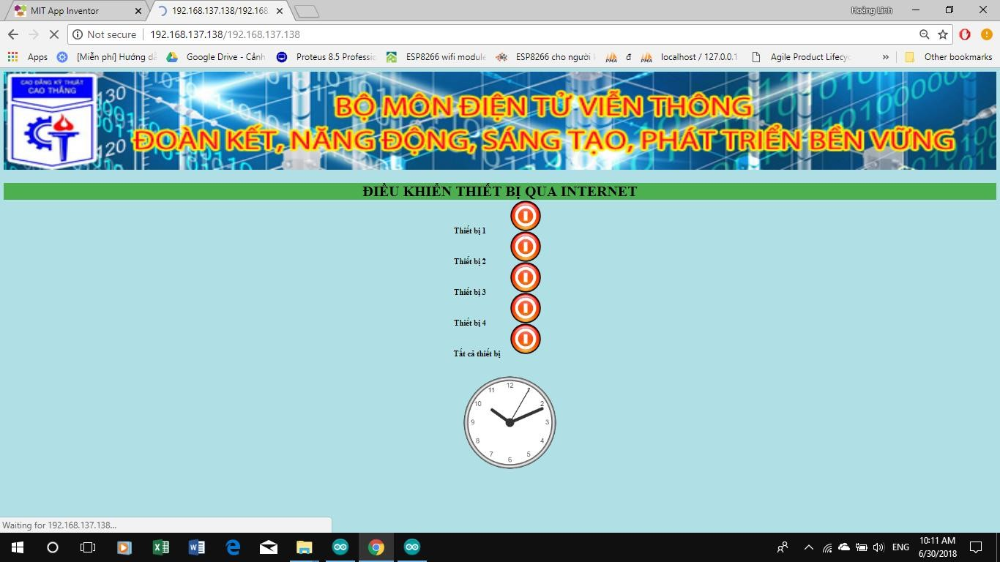 MIT App Inventor
192.168.137.138/192.168.
Hoàng Linh
Not secure
192.168.137.138/192.168.137.138
Apps
[Miễn phí] Hướng dẫ
Google Drive - Cảnh
Proteus 8.5 Professio
ESP8266 wifi module
ESP8266 cho người
PMA
đ
PMA
localhost / 127.0.0.1
Agile Product Lifecyc
»
Other bookmarks
CAO ĐẲNG KỸ THUẬT
CAO THẮNG
BỘ MÔN ĐIỆN TỬ VIỄN THÔNG
ĐOÀN KẾT, NĂNG ĐỘNG, SÁNG TẠO, PHÁT TRIỂN BỀN VỮNG
ĐIỀU KHIỂN THIẾT BỊ QUA INTERNET
Thiết bị 1
Thiết bị 2
Thiết bị 3
Thiết bị 4
Tất cả thiết bị
12
11
10
2
9
3
8
4
7
5
6
Waiting for 192.168.137.138...
ENG
10:11 AM
6/30/2018